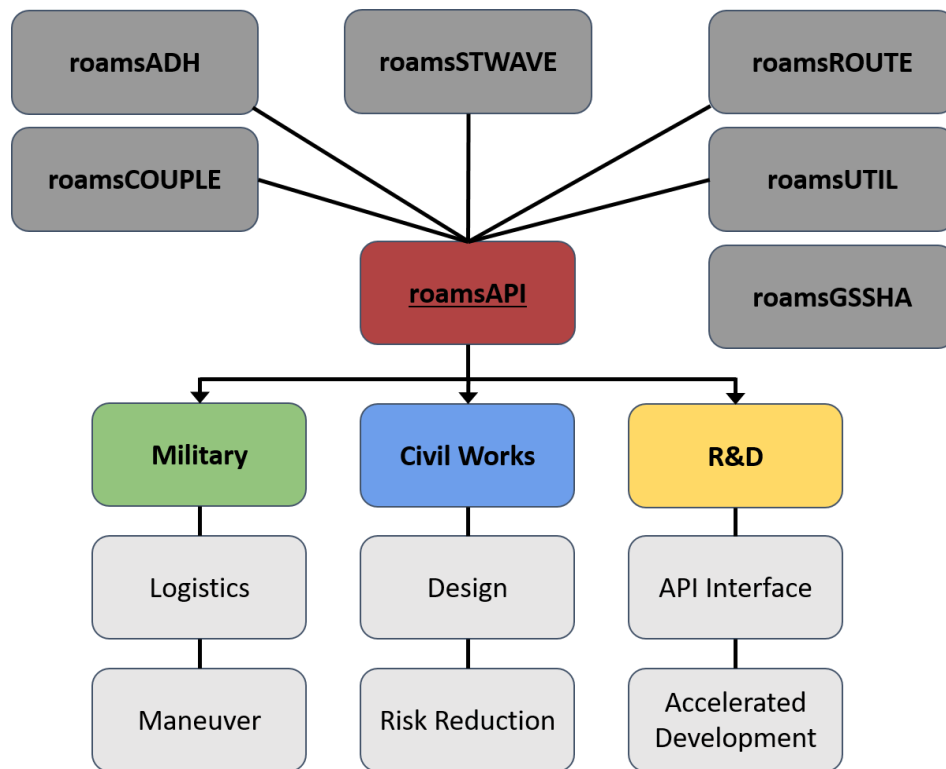 roamsADH
roamsSTWAVE
roamsROUTE
roamsCOUPLE
roamsUTIL
roamsAPI
roamsGSSHA
Military
Civil Works
R&D
Logistics
Design
API Interface
Maneuver
Risk Reduction
Accelerated
Development